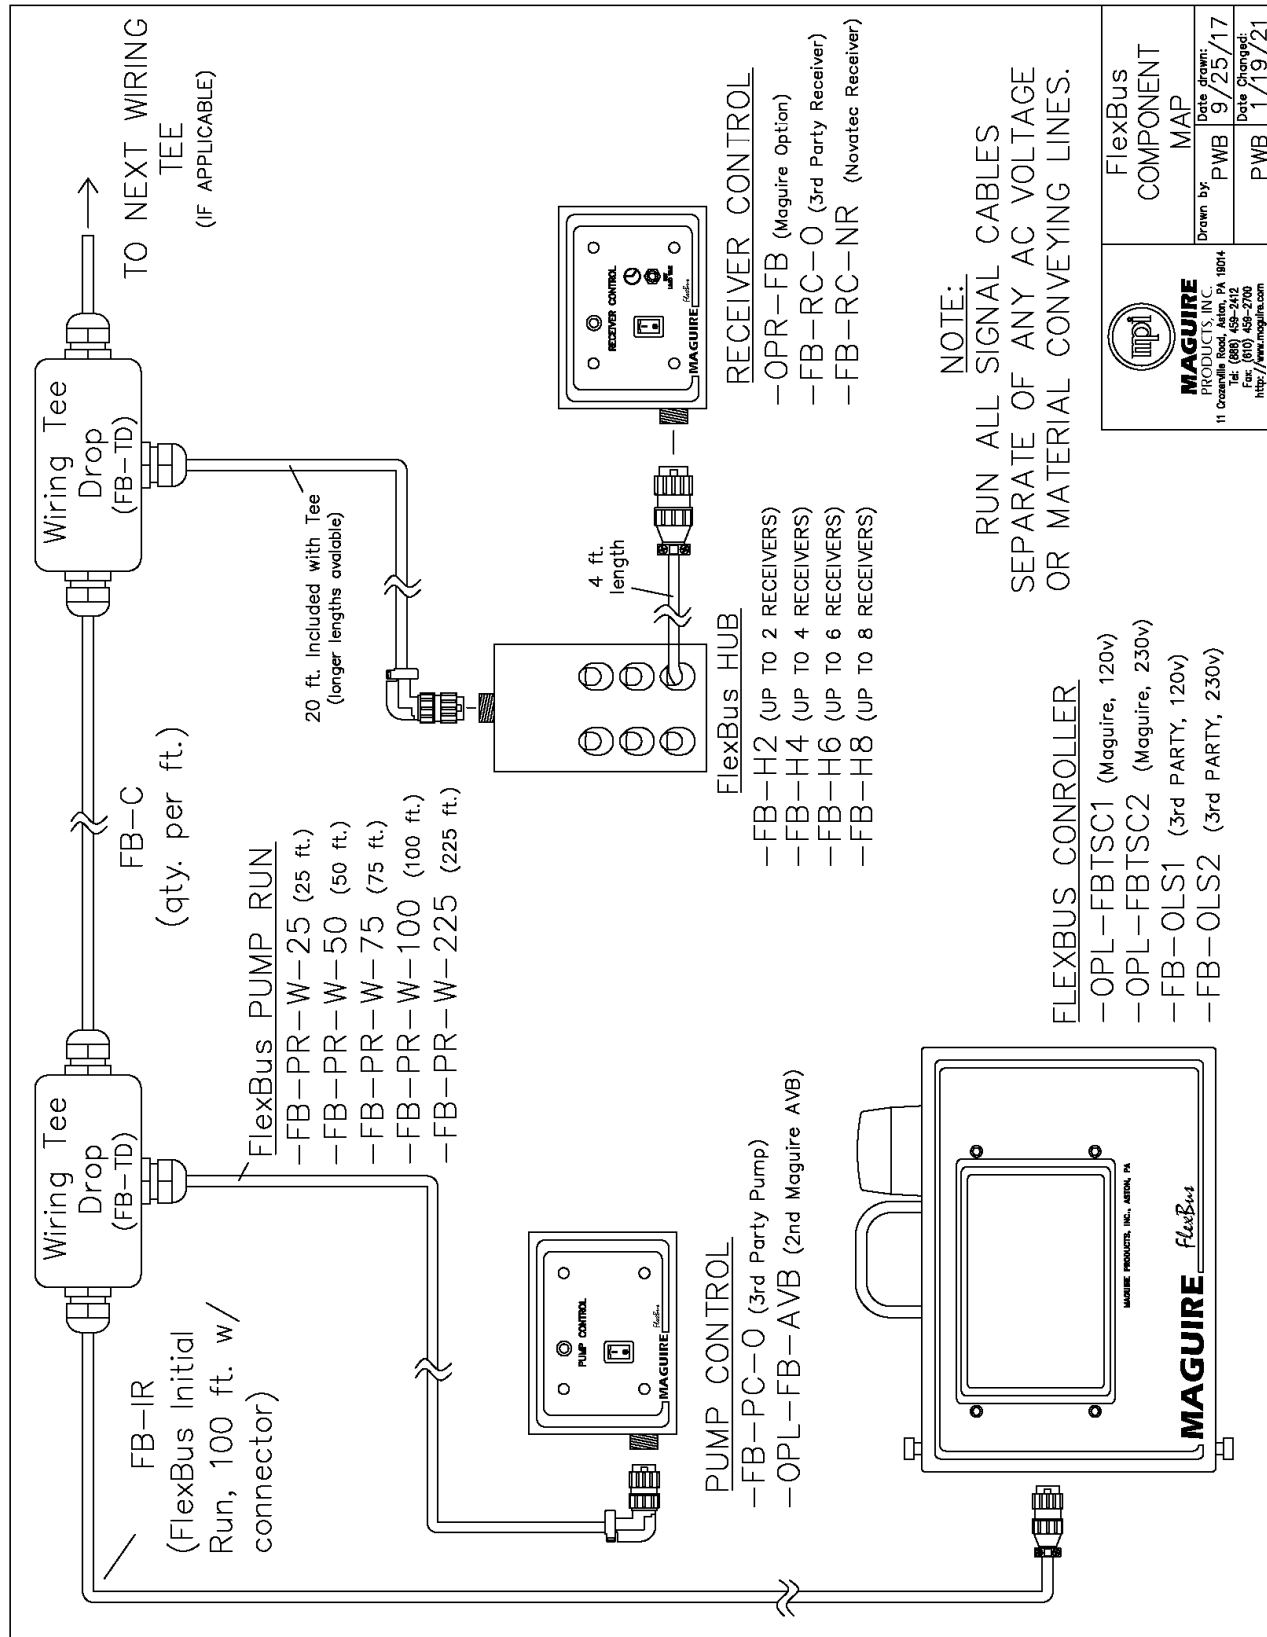 TO NEXT WIRING
TEE
(IF APPLICABLE)
Wiring Tee
Drop
(FB-TD)
FB-C
(qty. per ft.)
Wiring Tee
Drop
(FB-TD)
FB-IR
(FlexBus Initial
Run, 100 ft. w/
connector)
FlexBus PUMP RUN
-FB-PR-W-25 (25 ft.)
-FB-PR-W-50 (50 ft.)
-FB-PR-W-75 (75 ft.)
-FB-PR-W-100 (100 ft.)
-FB-PR-W-225 (225 ft.)
20 ft. Included with Tee
(longer lengths avalable)
4 ft.
length
FlexBus HUB
-FB-H2 (UP TO 2 RECEIVERS)
-FB-H4 (UP TO 4 RECEIVERS)
-FB-H6 (UP TO 6 RECEIVERS)
-FB-H8 (UP TO 8 RECEIVERS)
RECEIVER CONTROL
MAGUIRE
FlexBus
RECEIVER CONTROL
-OPR-FB (Maguire Option)
-FB-RC-O (3rd Party Receiver)
-FB-RC-NR (Novatec Receiver)
PUMP CONTROL
MAGUIRE
FlexBus
PUMP CONTROL
-FB-PC-O (3rd Party Pump)
-OPL-FB-AVB (2nd Maguire AVB)
MAGUIRE PRODUCTS, INC., ASTON, PA
MAGUIRE
FlexBus
FLEXBUS CONROLLER
-OPL-FBTSC1 (Maguire, 120v)
-OPL-FBTSC2 (Maguire, 230v)
-FB-OLS1 (3rd PARTY, 120v)
-FB-OLS2 (3rd PARTY, 230v)
NOTE:
RUN ALL SIGNAL CABLES
SEPARATE OF ANY AC VOLTAGE
OR MATERIAL CONVEYING LINES.
mpi
MAGUIRE
PRODUCTS, INC.
11 Crozerville Road, Aston, PA 19014
Tel: (888) 459-2412
Fax: (610) 459-2700
http://www.maguire.com
FlexBus
COMPONENT
MAP
Drawn by:
PWB
Date drawn:
9/25/17
PWB
Date Changed:
1/19/21